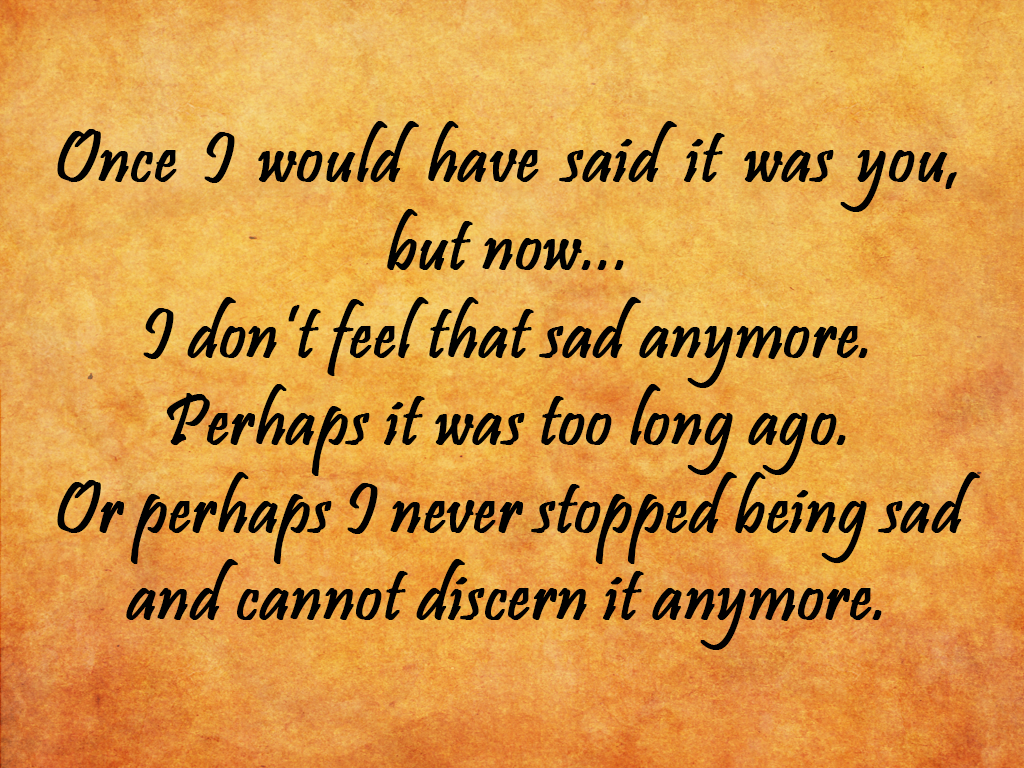 Once I would have said it was you,
but now...
I don't feel that sad anymore.
Perhaps it was too long ago.
Or perhaps I never stopped being sad
and cannot discern it anymore.